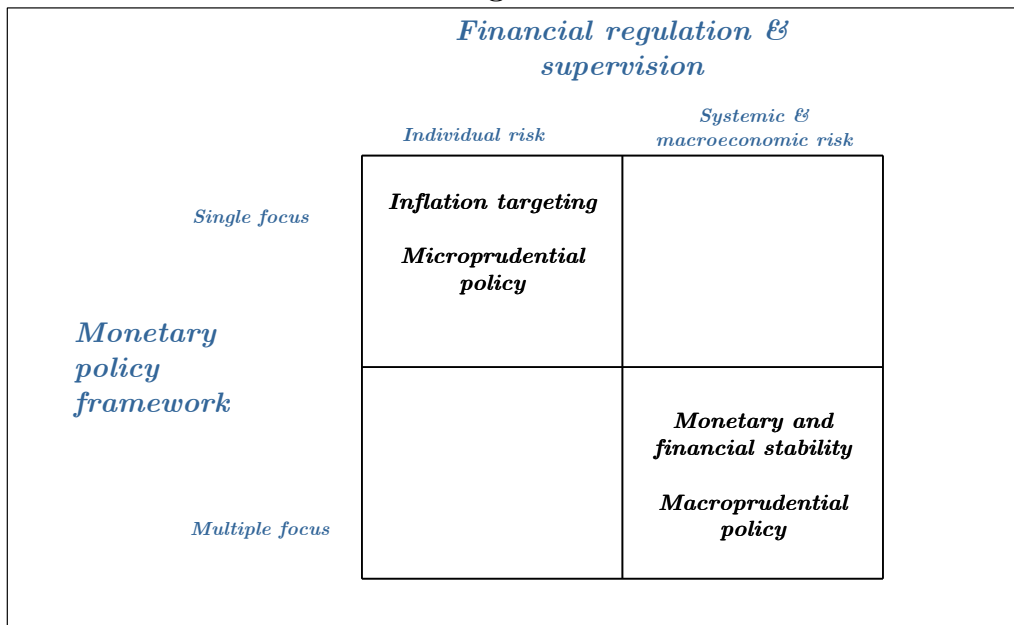 Financial regulation &
supervision
Individual risk
Systemic &
macroeconomic risk
Single focus
Inflation targeting
Microprudential
policy
Monetary
policy
framework
Monetary and
financial stability
Macroprudential
policy
Multiple focus